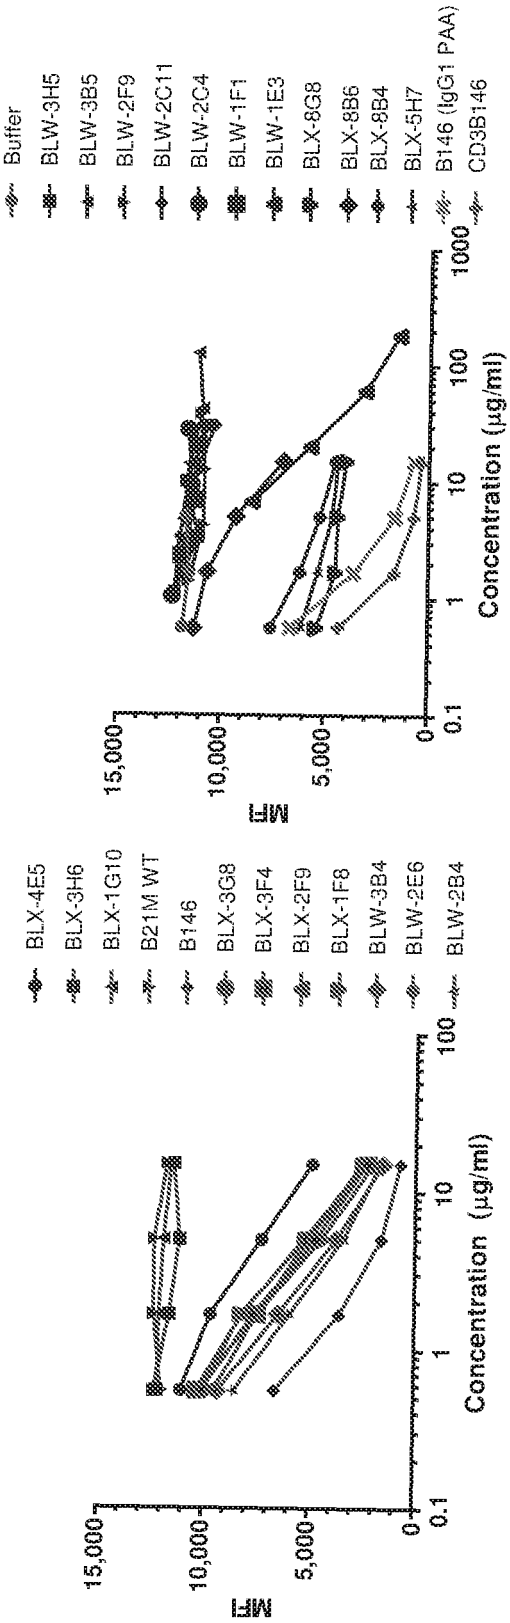 15,000
10,000
5,000
0
MFI
0.1
1
10
100
Concentration (µg/ml)
BLX-4E5
BLX-3H6
BLX-1G10
B21M WT
B146
BLX-3G8
BLX-3F4
BLX-2F9
BLX-1F8
BLW-3B4
BLW-2E6
BLW-2B4
15,000
10,000
5,000
0
MFI
0.1
1
10
100
1000
Concentration (µg/ml)
Buffer
BLW-3H5
BLW-3B5
BLW-2F9
BLW-2C11
BLW-2C4
BLW-1F1
BLW-1E3
BLX-8G8
BLX-8B6
BLX-8B4
BLX-5H7
B146 (IgG1 PAA)
CD3B146